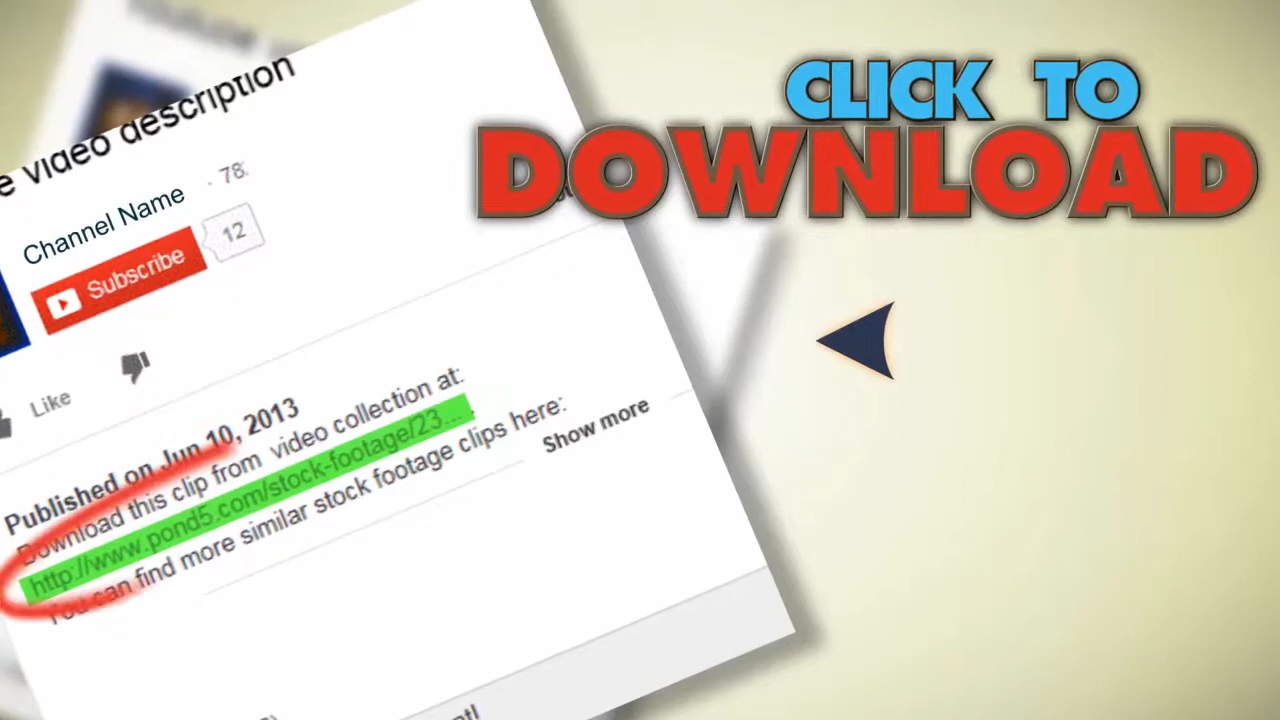 CLICK TO
DOWNLOAD
e video description
Channel Name
Subscribe
12
Like
Published on Jun 10, 2013
Download this clip from video collection at:
http://www.pond5.com/stock-footage/23...
You can find more similar stock footage clips here:
Show more